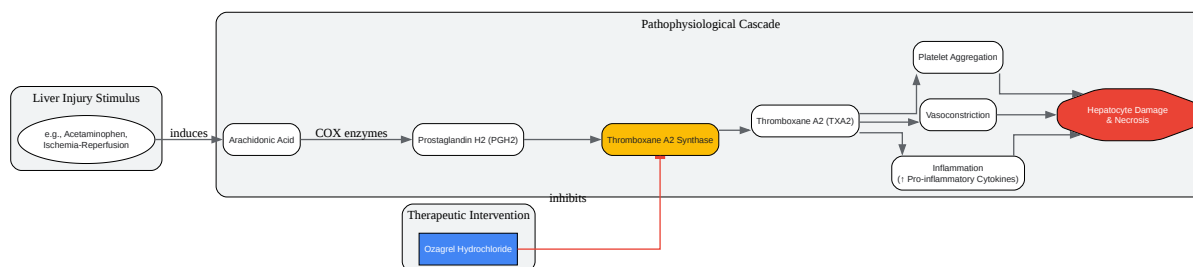 Pathophysiological Cascade
Liver Injury Stimulus
e.g., Acetaminophen,
Ischemia-Reperfusion
induces
Arachidonic Acid
COX enzymes
Prostaglandin H2 (PGH2)
Thromboxane A2 Synthase
Thromboxane A2 (TXA2)
Platelet Aggregation
Vasoconstriction
Inflammation
(↑ Pro-inflammatory Cytokines)
Hepatocyte Damage
& Necrosis
inhibits
Therapeutic Intervention
Ozagrel Hydrochloride